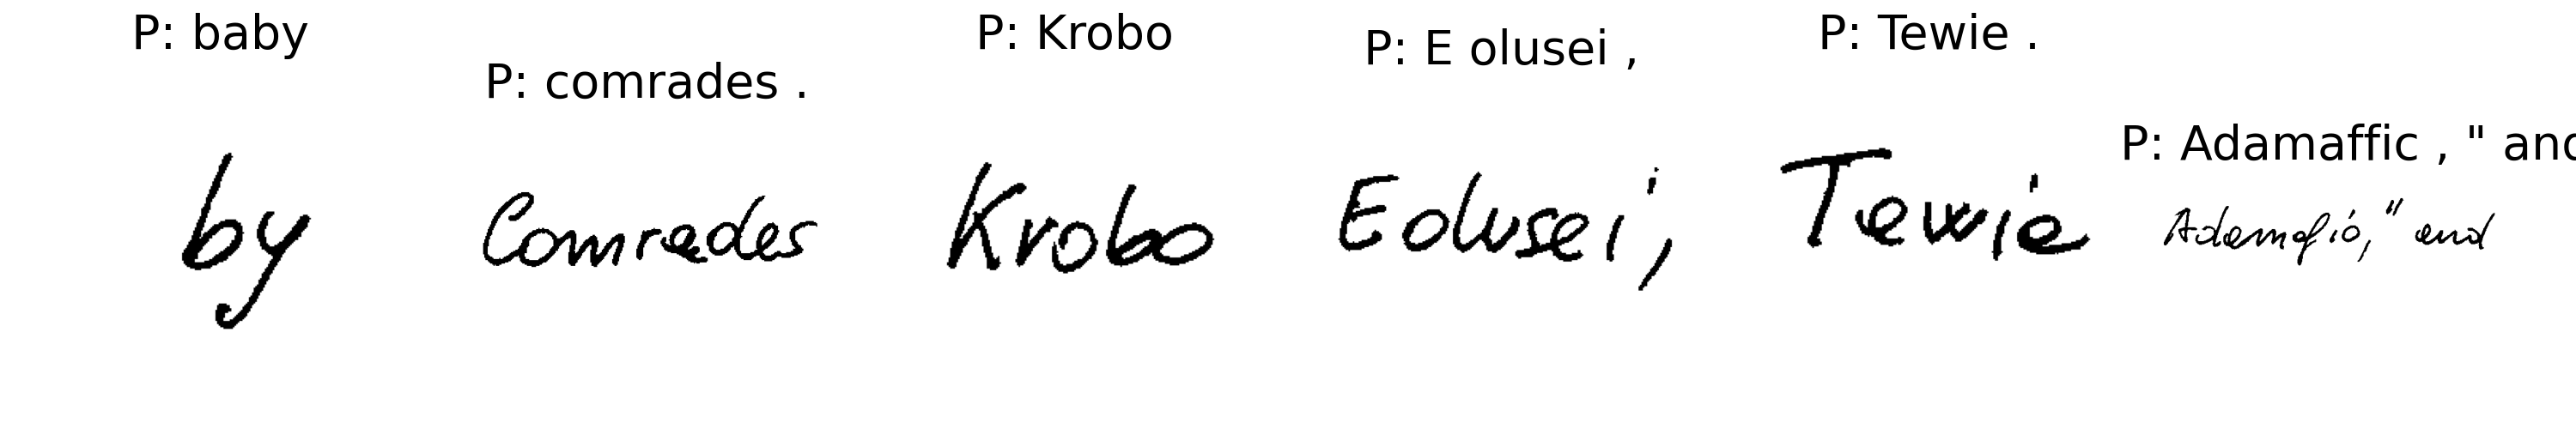 P: baby
P: comrades .
P: Krobo
P: E olusei ,
P: Tewie .
P: Adamaffic , " and
by
Comrades
Krobo
Eolusei,
Tewie
Adamafió," and